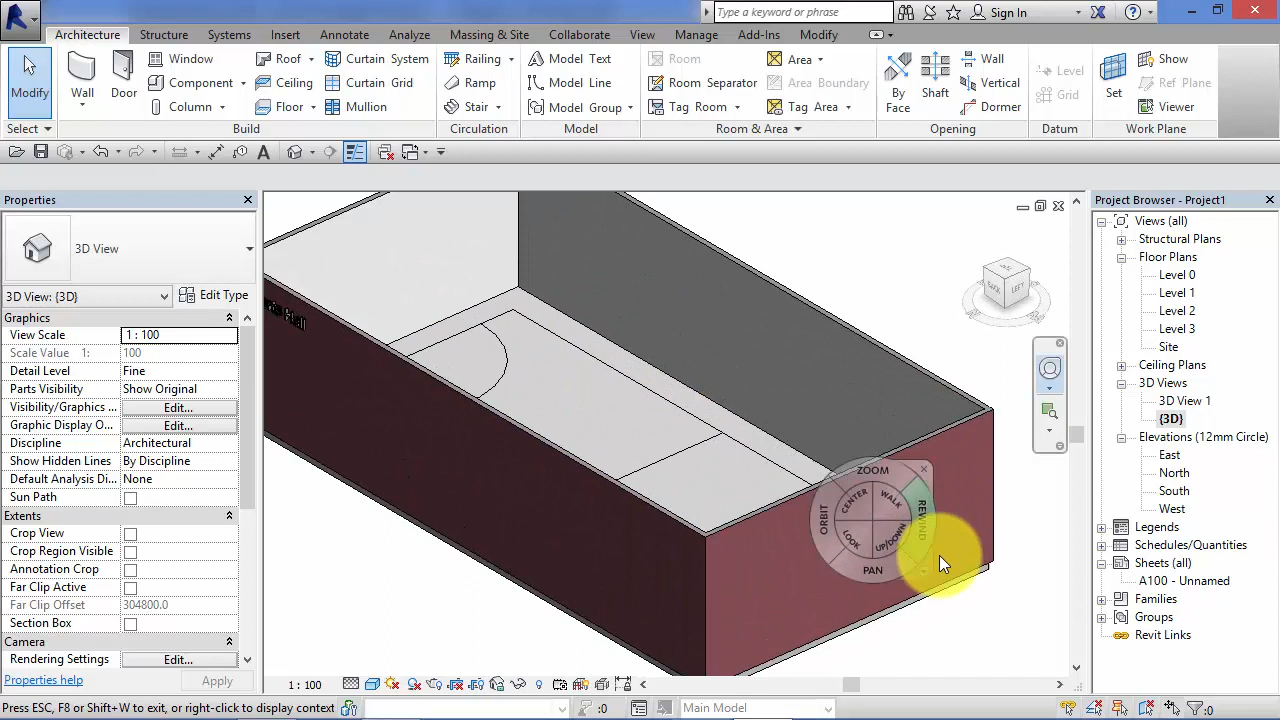 Type a keyword or phrase
Sign In
Architecture Structure Systems Insert Annotate Analyze Massing & Site Collaborate View Manage Add-Ins Modify
Modify Wall Door Window Roof Curtain System Railing Model Text Room Area By Face Shaft Wall Level Set Show
Component Ceiling Curtain Grid Ramp Model Line Room Separator Area Boundary Vertical Grid Ref Plane
Column Floor Mullion Stair Model Group Tag Room Tag Area Dormer Viewer
Select Build Circulation Model Room & Area Opening Datum Work Plane
Properties
3D View
3D View: {3D} Edit Type
Graphics
View Scale 1 : 100
Scale Value 1: 100
Detail Level Fine
Parts Visibility Show Original
Visibility/Graphics ... Edit...
Graphic Display O... Edit...
Discipline Architectural
Show Hidden Lines By Discipline
Default Analysis Di... None
Sun Path
Extents
Crop View
Crop Region Visible
Annotation Crop
Far Clip Active
Far Clip Offset 304800.0
Section Box
Camera
Rendering Settings Edit...
Properties help Apply
Hall
BACK LEFT
ZOOM
CENTER WALK
ORBIT REWIND
LOOK UP/DOWN
PAN
Project Browser - Project1
Views (all)
Structural Plans
Floor Plans
Level 0
Level 1
Level 2
Level 3
Site
Ceiling Plans
3D Views
3D View 1
{3D}
Elevations (12mm Circle)
East
North
South
West
Legends
Schedules/Quantities
Sheets (all)
A100 - Unnamed
Families
Groups
Revit Links
1 : 100
Press ESC, F8 or Shift+W to exit, or right-click to display context :0 Main Model :0